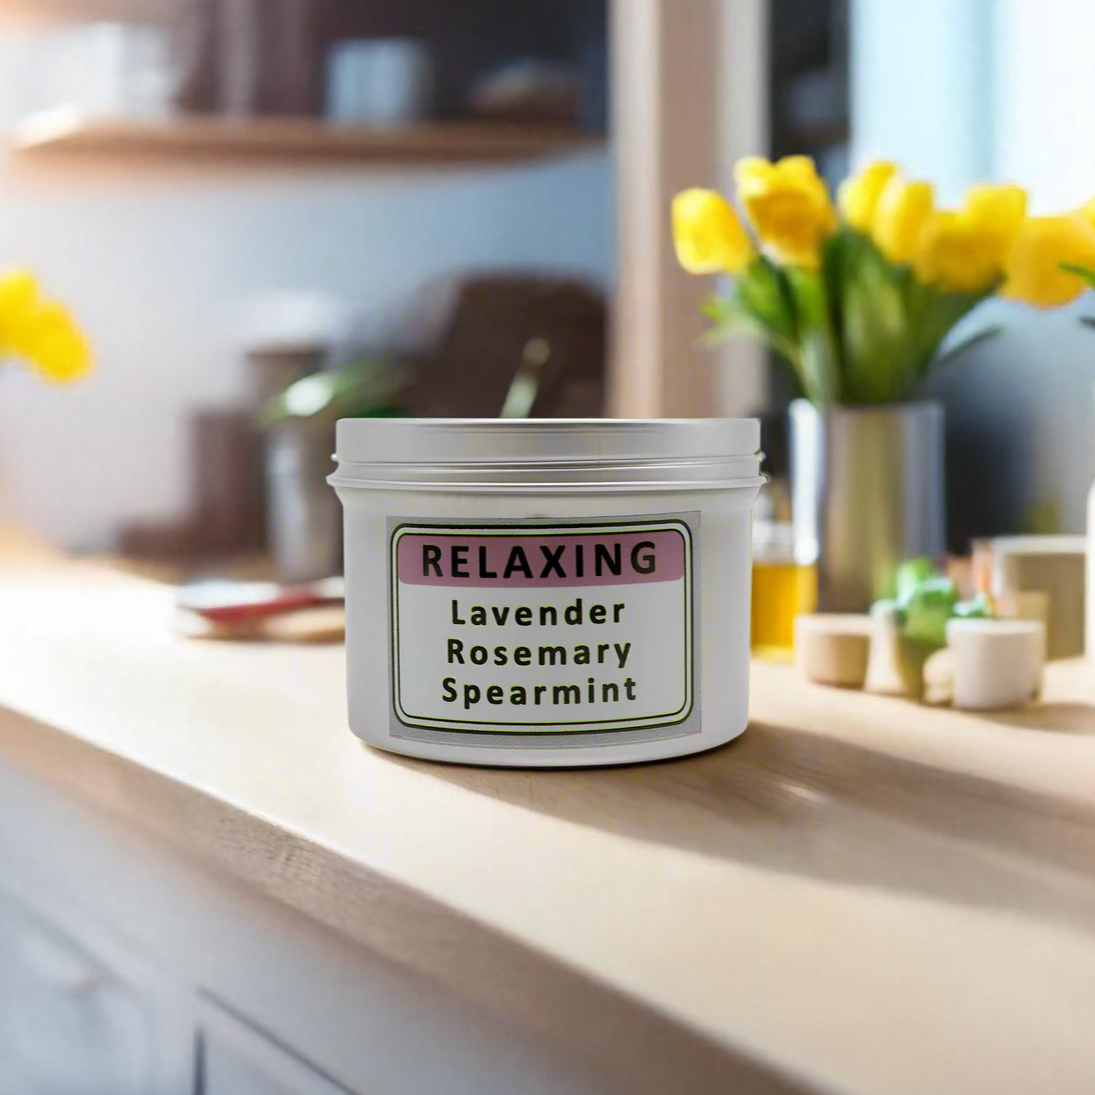 RELAXING
Lavender
Rosemary
Spearmint